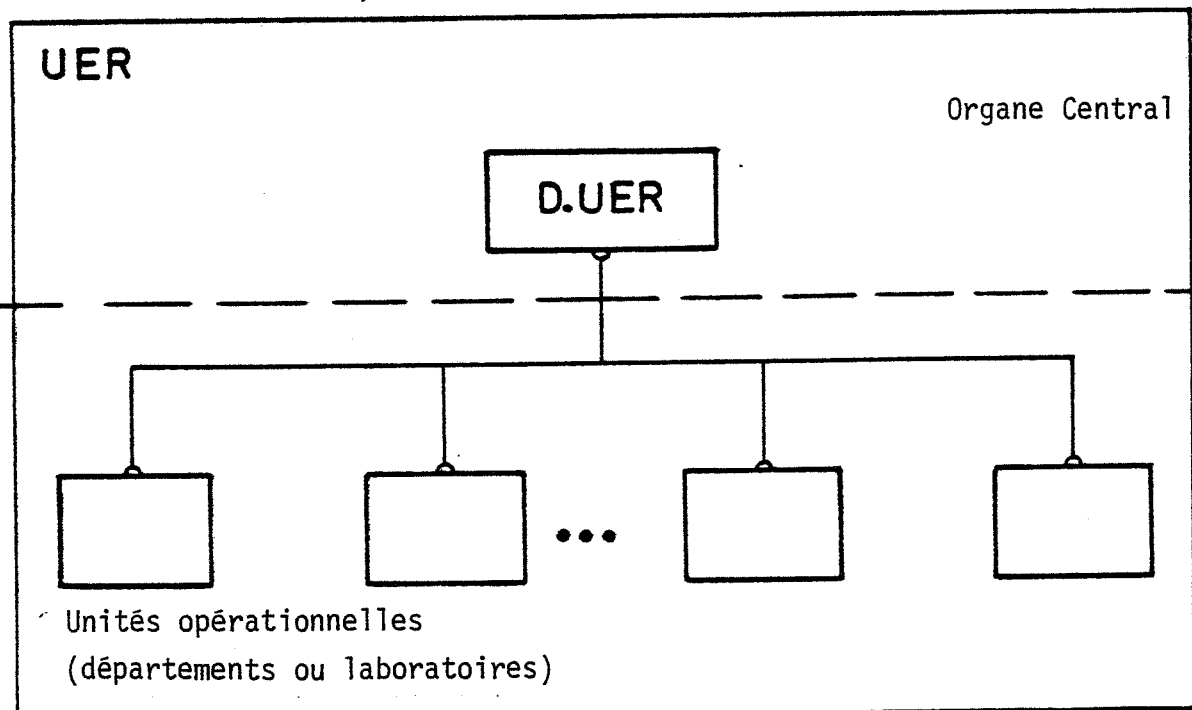 UER
Organe Central
D.UER
Unités opérationnelles
(départements ou laboratoires)